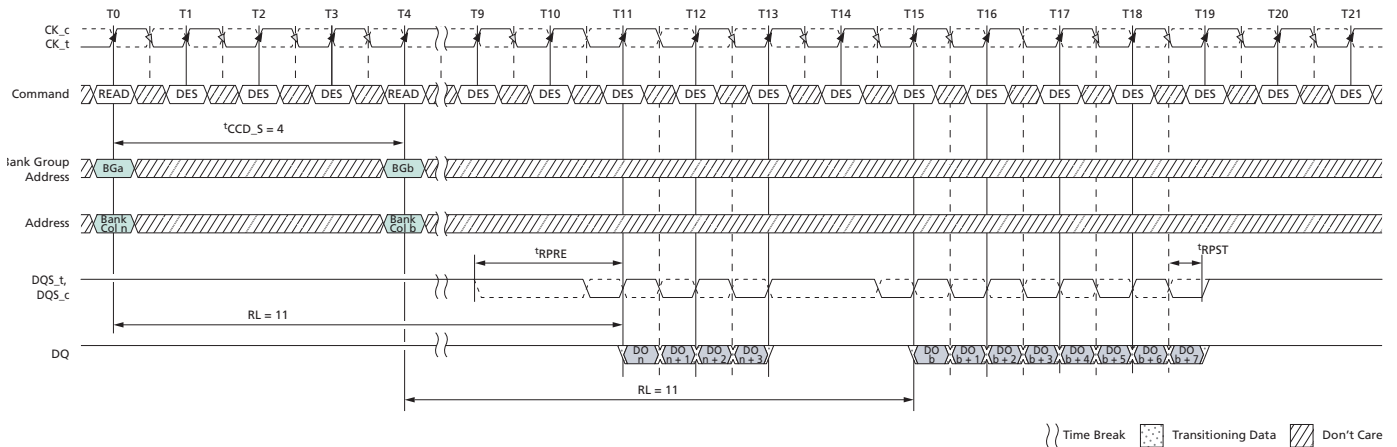 T0 T1 T2 T3 T4 T9 T10 T11 T12 T13 T14 T15 T16 T17 T18 T19 T20 T21
CK_c
CK_t
Command READ DES DES DES READ DES DES DES DES DES DES DES DES DES DES DES DES DES
tCCD_S = 4
Bank Group
Address
BGa BGb
Address
Bank
Col n
Bank
Col b
tRPRE tRPST
DQS_t,
DQS_c
RL = 11
DQ
DO
n
DO
n + 1
DO
n + 2
DO
n + 3
DO
b
DO
b + 1
DO
b + 2
DO
b + 3
DO
b + 4
DO
b + 5
DO
b + 6
DO
b + 7
RL = 11
Time Break Transitioning Data Don't Care